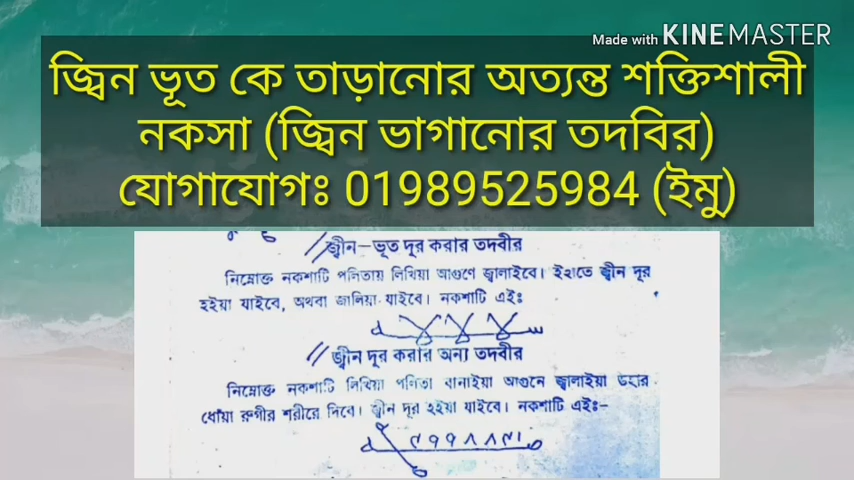 Made with KINEMASTER
জ্বিন ভূত কে তাড়ানোর অত্যন্ত শক্তিশালী
নকসা (জ্বিন ভাগানোর তদবির)
যোগাযোগঃ 01989525984 (ইমু)
জ্বীন-ভূত দূর করার তদবীর
নিম্নোক্ত নকশাটি পলিতায় লিখিয়া আগুণে জ্বালাইবে। ইহাতে জ্বীন দূর
হইয়া যাইবে, অথবা জালিয়া যাইবে। নকশাটি এইঃ
জ্বীন দূর করার অন্য তদবীর
নিম্নোক্ত নকশাটি লিখিয়া পলিতা বানাইয়া আগুনে জ্বালাইয়া উহার
ধোঁয়া রুগীর শরীরে দিবে। জ্বীন দূর হইয়া যাইবে। নকশাটি এইঃ-